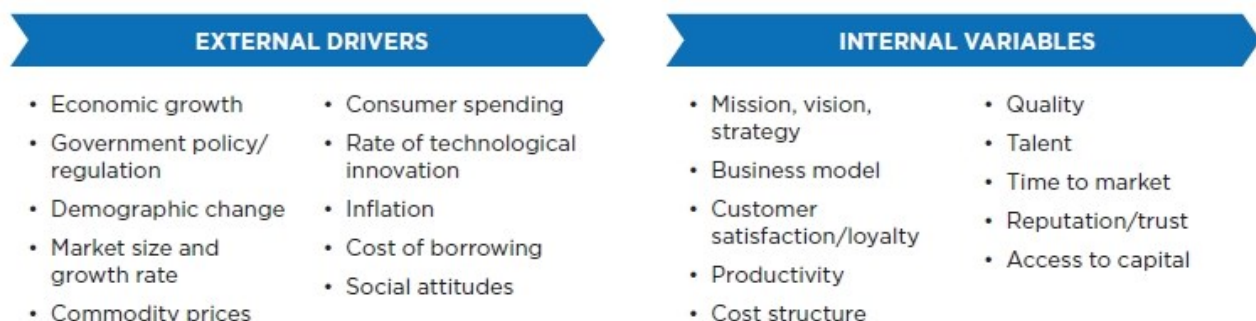 EXTERNAL DRIVERS
• Economic growth
• Government policy/
regulation
• Demographic change
• Market size and
growth rate
• Commodity prices
• Consumer spending
• Rate of technological
innovation
• Inflation
• Cost of borrowing
• Social attitudes
INTERNAL VARIABLES
• Mission, vision,
strategy
• Business model
• Customer
satisfaction/loyalty
• Productivity
• Cost structure
• Quality
• Talent
• Time to market
• Reputation/trust
• Access to capital